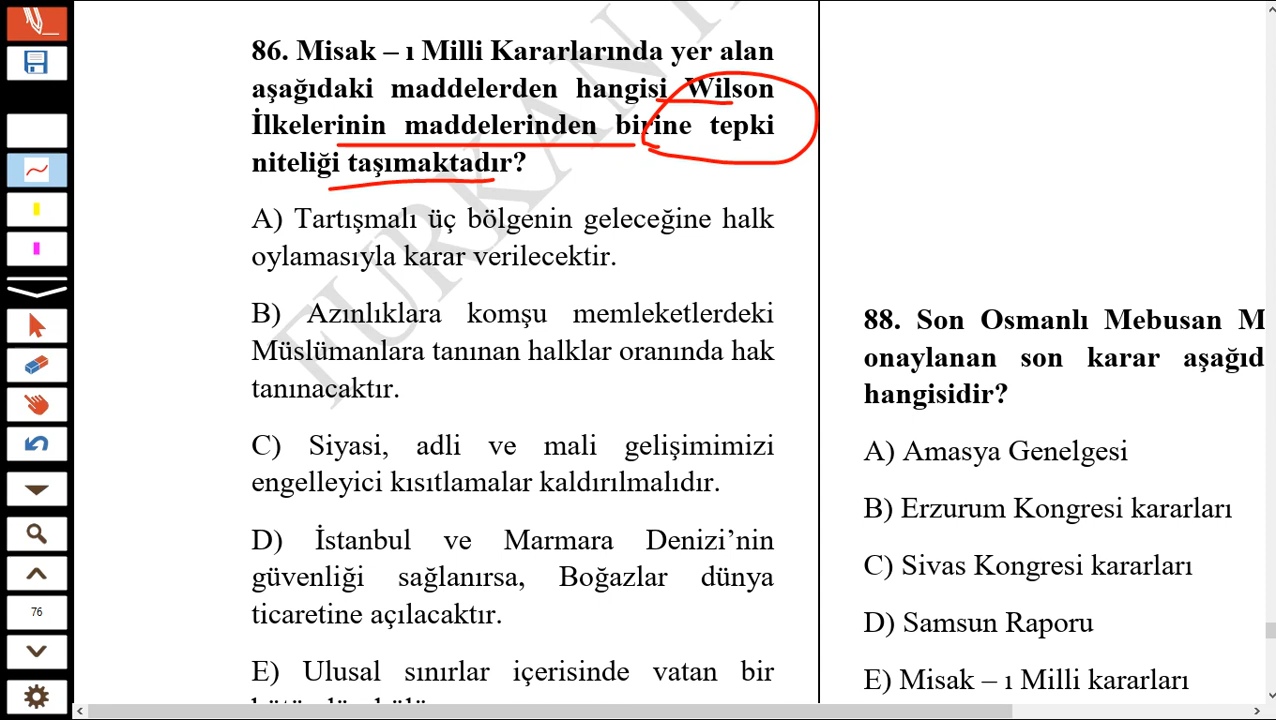 86. Misak – ı Milli Kararlarında yer alan
aşağıdaki maddelerden hangisi Wilson
İlkelerinin maddelerinden birine tepki
niteliği taşımaktadır?
A) Tartışmalı üç bölgenin geleceğine halk
oylamasıyla karar verilecektir.
B) Azınlıklara komşu memleketlerdeki
Müslümanlara tanınan halklar oranında hak
tanınacaktır.
C) Siyasi, adli ve mali gelişimimizi
engelleyici kısıtlamalar kaldırılmalıdır.
D) İstanbul ve Marmara Denizi’nin
güvenliği sağlanırsa, Boğazlar dünya
ticaretine açılacaktır.
E) Ulusal sınırlar içerisinde vatan bir
88. Son Osmanlı Mebusan M
onaylanan son karar aşağıd
hangisidir?
A) Amasya Genelgesi
B) Erzurum Kongresi kararları
C) Sivas Kongresi kararları
D) Samsun Raporu
E) Misak – ı Milli kararları
FURKAN
76